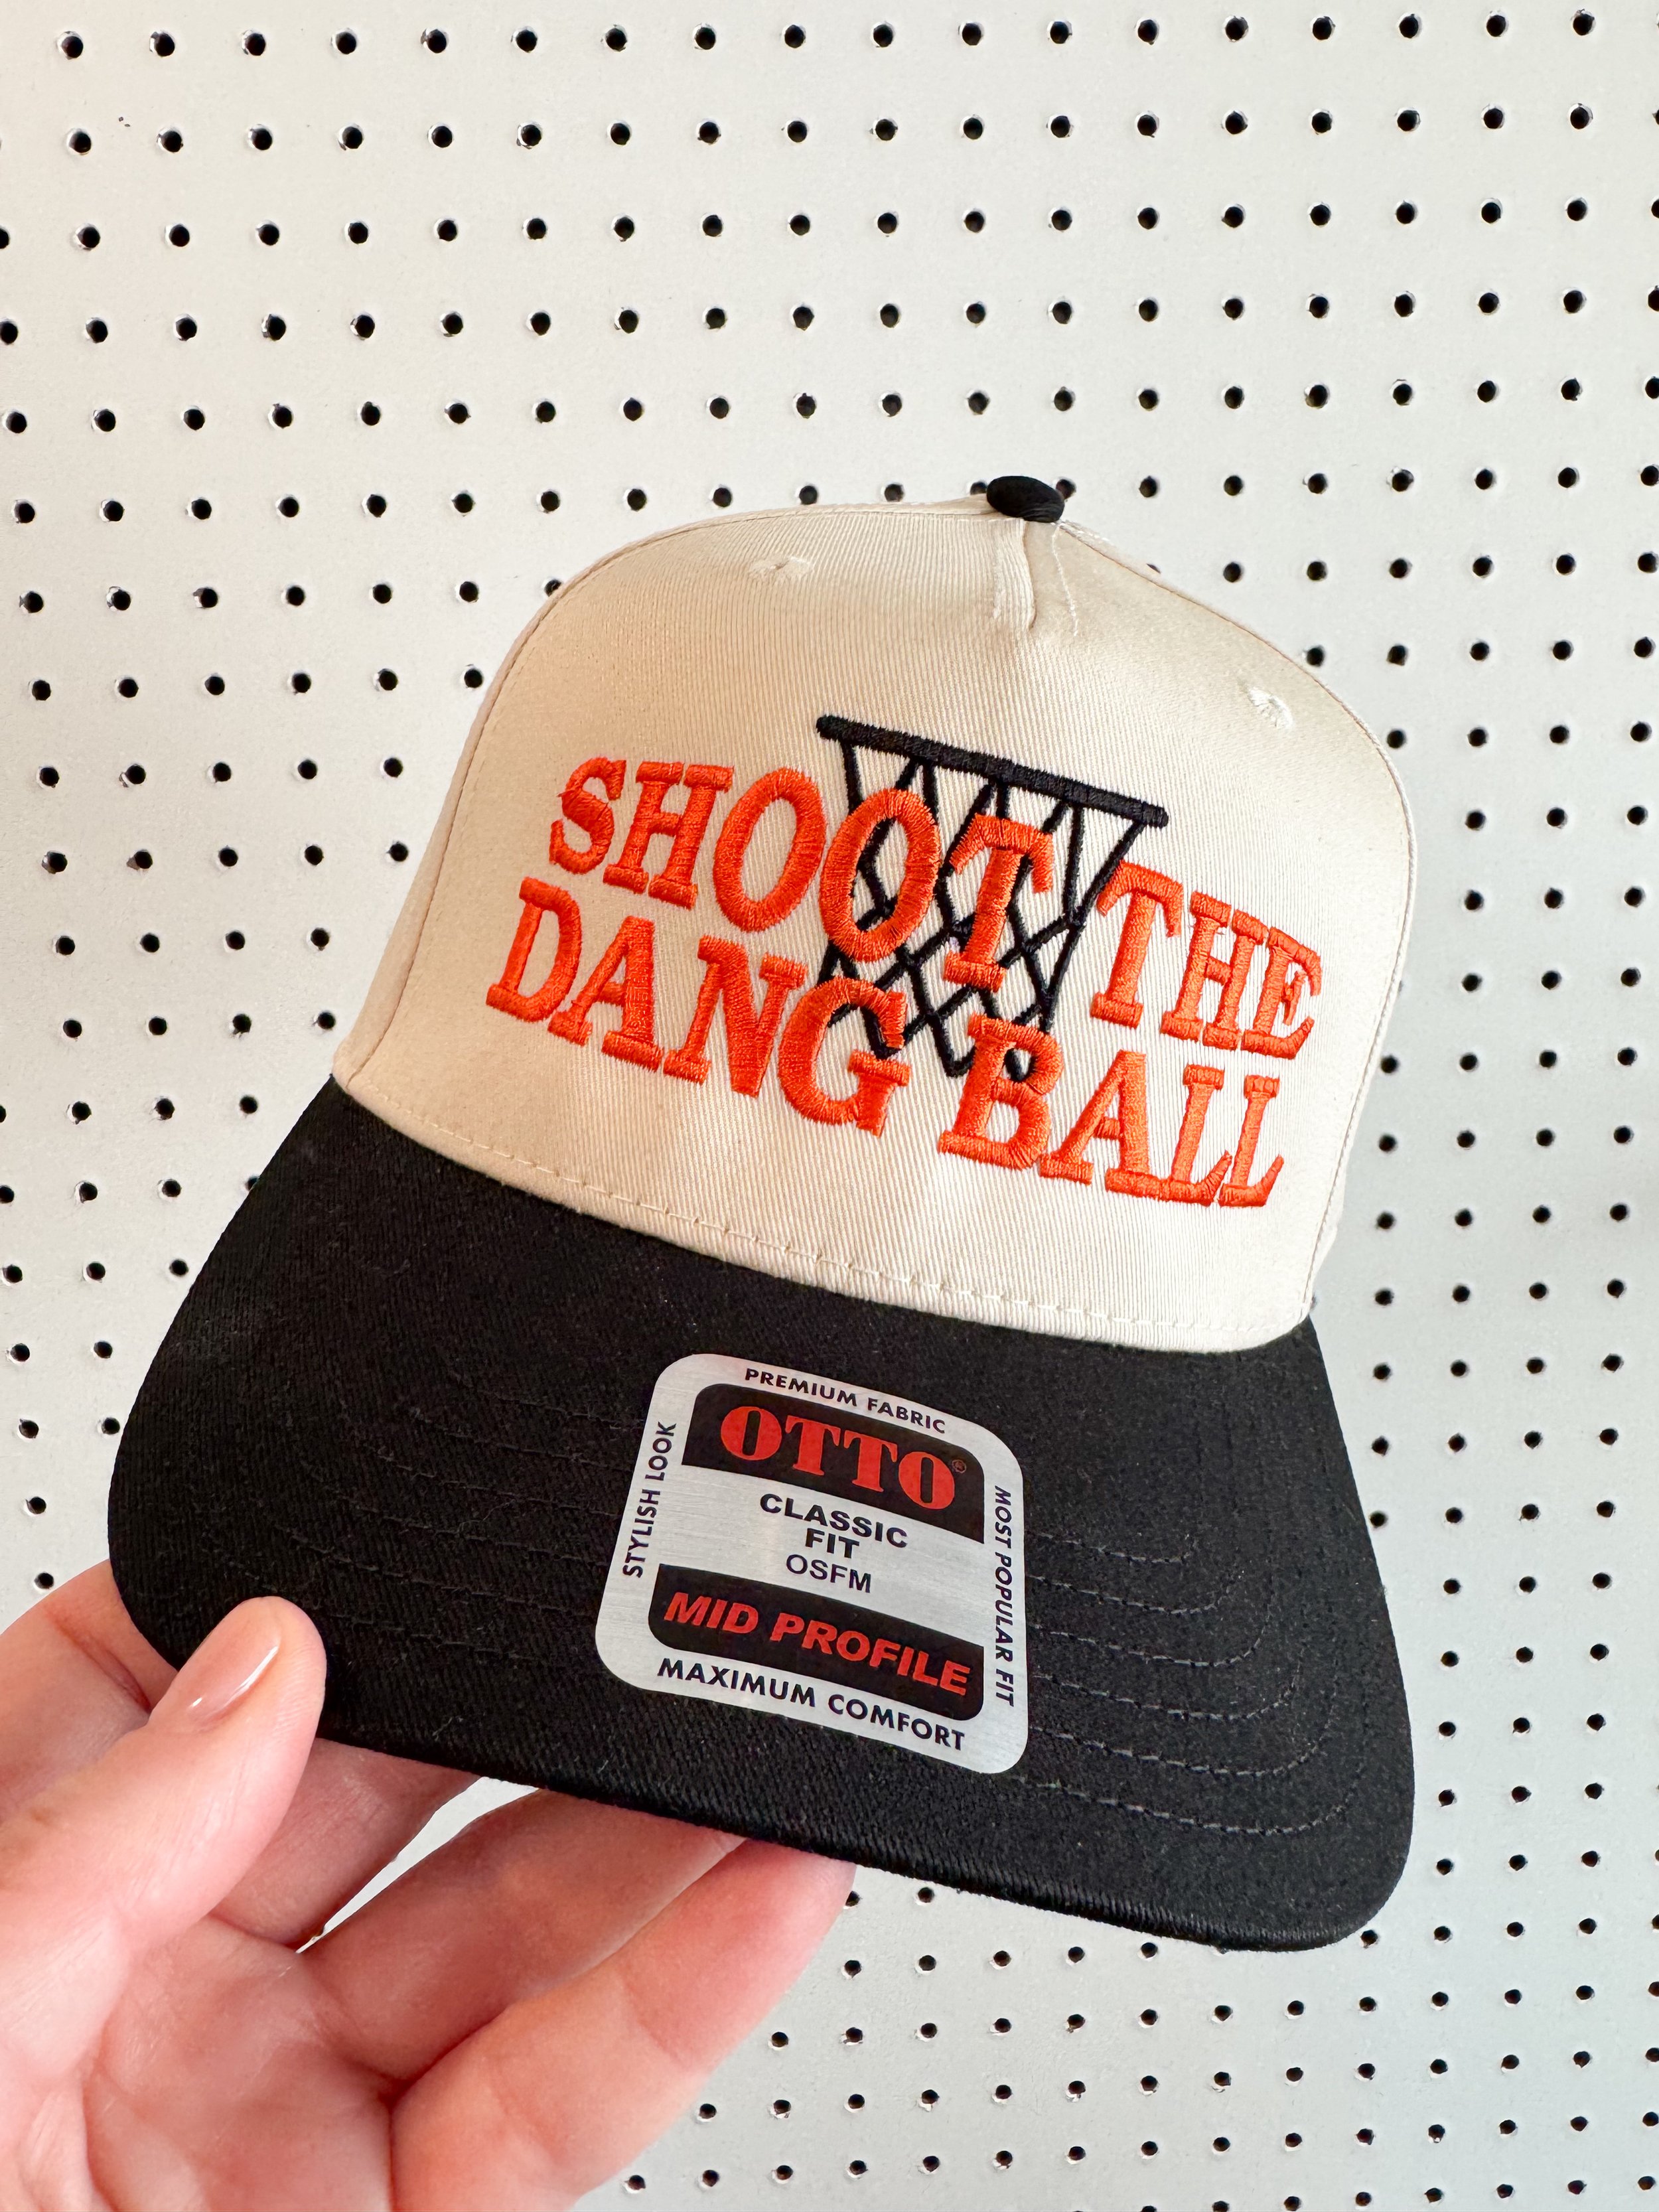 SHOOT THE
DANG BALL
PREMIUM FABRIC
STYLISH LOOK
OTTO®
CLASSIC
FIT
OSFM
MID PROFILE
MOST POPULAR FIT
MAXIMUM COMFORT